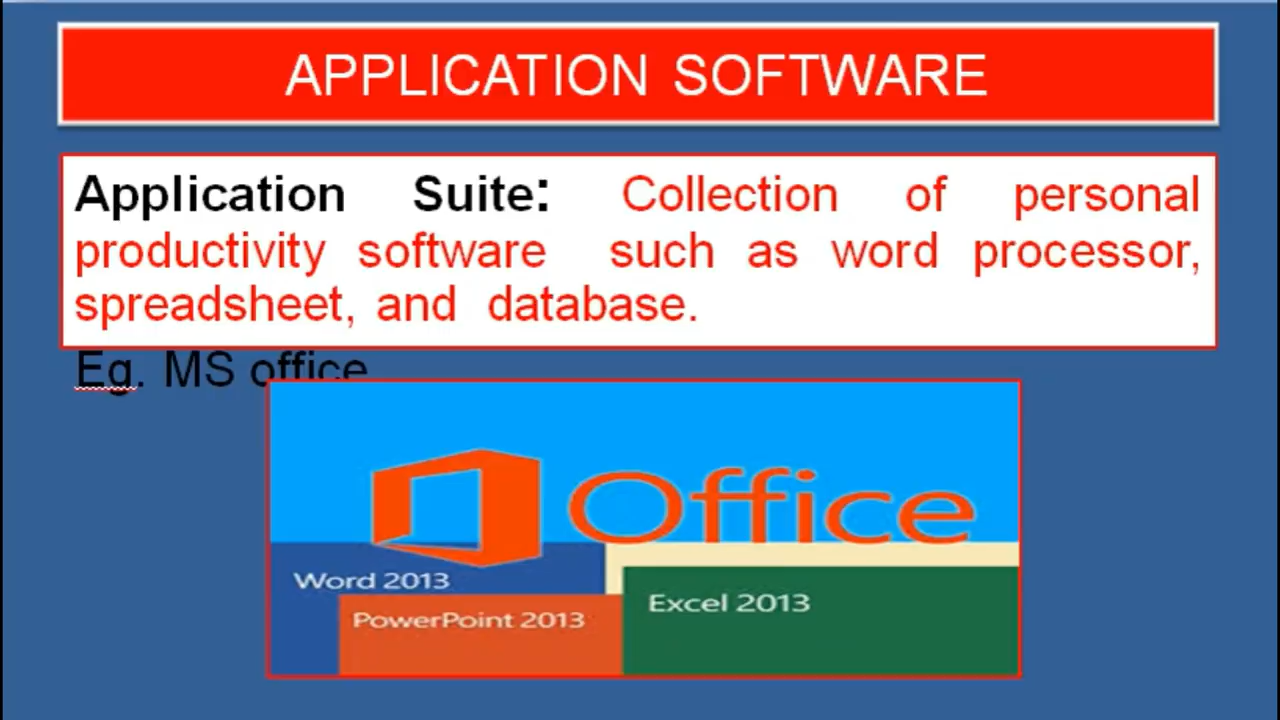 APPLICATION SOFTWARE
Application Suite: Collection of personal
productivity software such as word processor,
spreadsheet, and database.
Eg. MS office
Office
Word 2013
Excel 2013
PowerPoint 2013